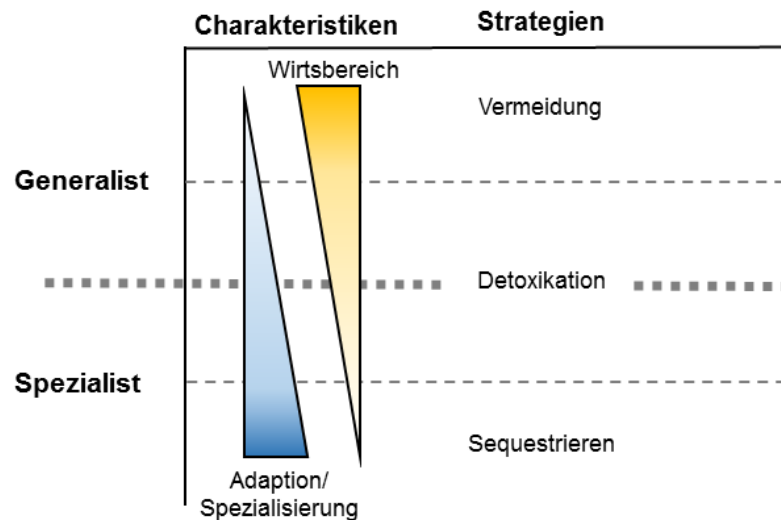 Charakteristiken
Strategien
Wirtsbereich
Vermeidung
Generalist
Detoxikation
Spezialist
Sequestrieren
Adaption/
Spezialisierung